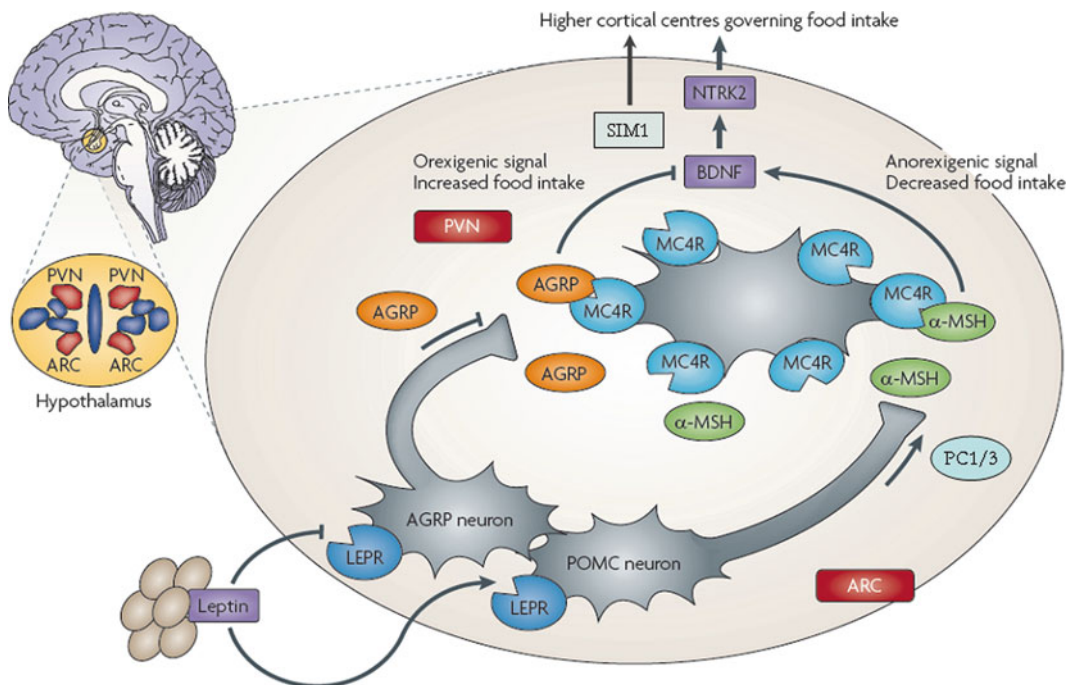 Higher cortical centres governing food intake
NTRK2
SIM1
BDNF
Orexigenic signal
Increased food intake
Anorexigenic signal
Decreased food intake
PVN
MC4R
MC4R
AGRP
MC4R
MC4R
α-MSH
AGRP
AGRP
MC4R
MC4R
α-MSH
α-MSH
PC1/3
PVN PVN
ARC ARC
Hypothalamus
AGRP neuron
LEPR
POMC neuron
LEPR
ARC
Leptin